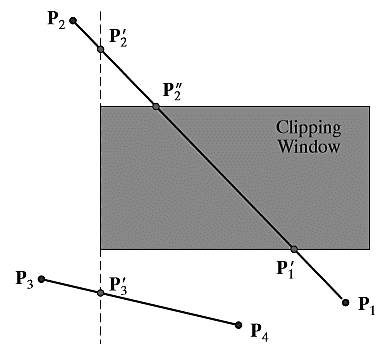 P₂
P₂′
P₂″
Clipping
Window
P₁′
P₁
P₃
P₃′
P₄